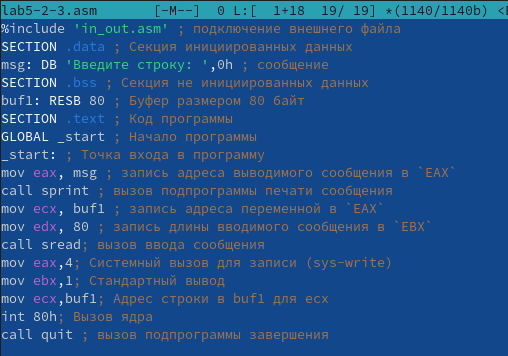 lab5-2-3.asm [-M--] 0 L:[ 1+18 19/ 19] *(1140/1140b) <E
%include 'in_out.asm' ; подключение внешнего файла
SECTION .data ; Секция инициированных данных
msg: DB 'Введите строку: ',0h ; сообщение
SECTION .bss ; Секция не инициированных данных
buf1: RESB 80 ; Буфер размером 80 байт
SECTION .text ; Код программы
GLOBAL _start ; Начало программы
_start: ; Точка входа в программу
mov eax, msg ; запись адреса выводимого сообщения в `EAX`
call sprint ; вызов подпрограммы печати сообщения
mov ecx, buf1 ; запись адреса переменной в `EAX`
mov edx, 80 ; запись длины вводимого сообщения в `EBX`
call sread; вызов ввода сообщения
mov eax,4; Системный вызов для записи (sys-write)
mov ebx,1; Стандартный вывод
mov ecx,buf1; Адрес строки в buf1 для ecx
int 80h; Вызов ядра
call quit ; вызов подпрограммы завершения